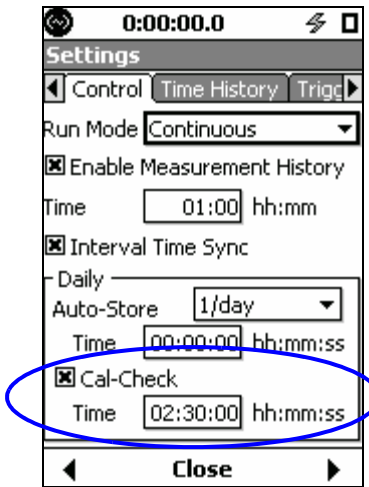 0:00:00.0
Settings
Control Time History Trigg
Run Mode Continuous
Enable Measurement History
Time 01:00 hh:mm
Interval Time Sync
Daily
Auto-Store 1/day
Time 00:00:00 hh:mm:ss
Cal-Check
Time 02:30:00 hh:mm:ss
Close